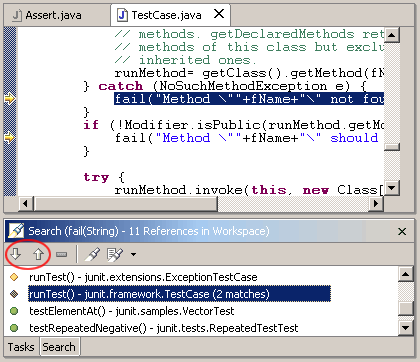 Assert.java
TestCase.java
// methods. getDeclaredMethods ret
// methods of this class but exclu
// inherited ones.
runMethod= getClass().getMethod(fN
} catch (NoSuchMethodException e) {
fail("Method \""+fName+"\" not fou
if (!Modifier.isPublic(runMethod.getMo
fail("Method \""+fName+"\" should
}
try {
runMethod.invoke(this, new Class[
Search (fail(String) - 11 References in Workspace)
runTest() - junit.extensions.ExceptionTestCase
runTest() - junit.framework.TestCase (2 matches)
testElementAt() - junit.samples.VectorTest
testRepeatedNegative() - junit.tests.RepeatedTestTest
Tasks Search